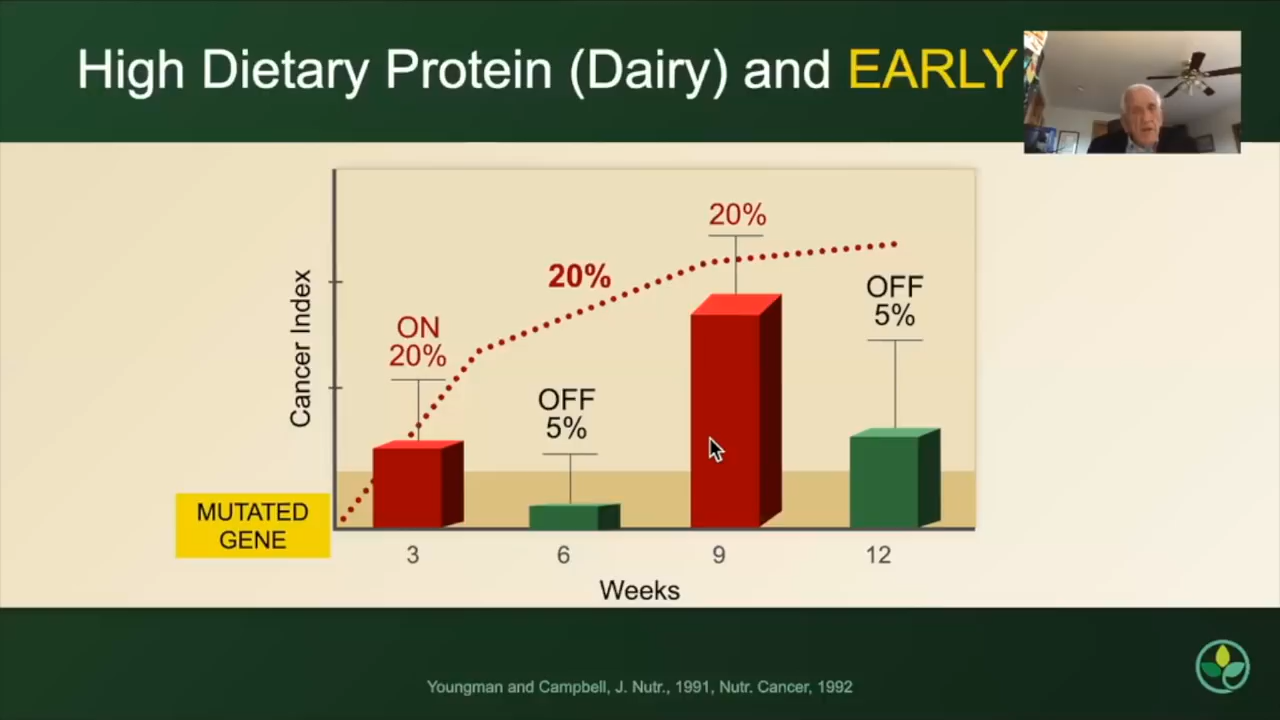 High Dietary Protein (Dairy) and EARLY
20%
20%
ON
20%
OFF
5%
OFF
5%
Cancer Index
MUTATED
GENE
3
6
9
12
Weeks
Youngman and Campbell, J. Nutr., 1991, Nutr. Cancer, 1992